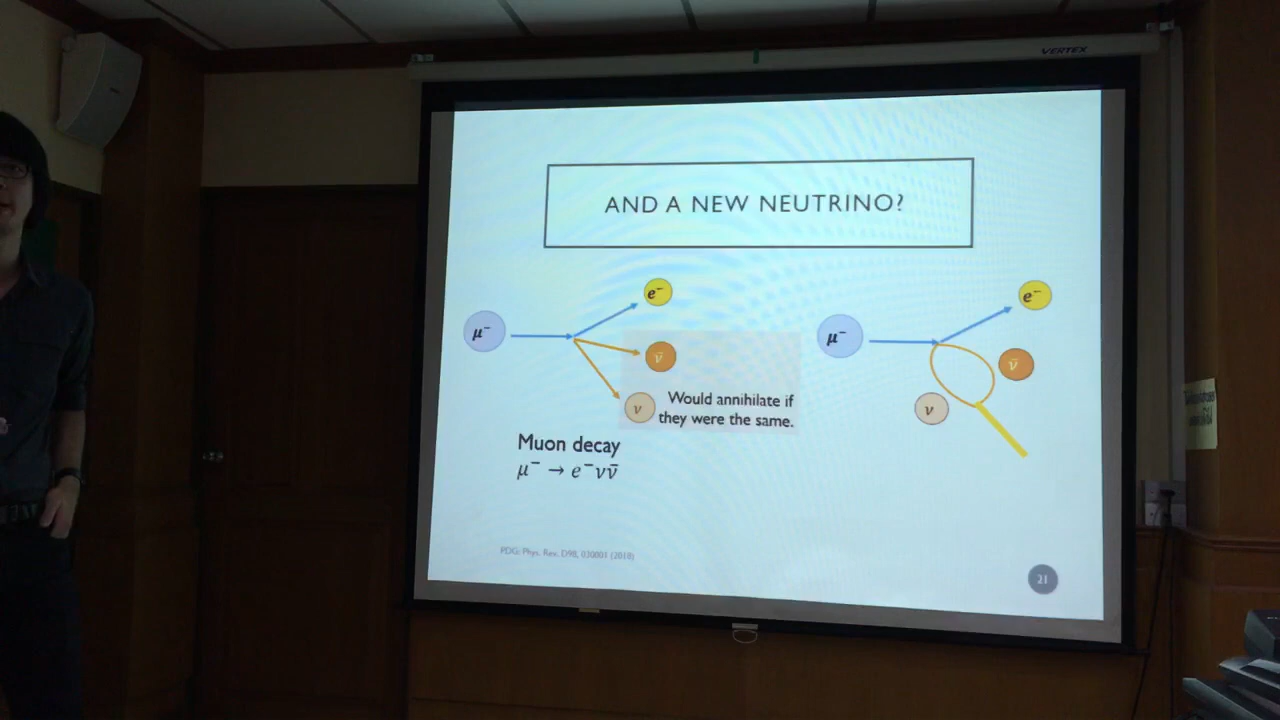 VERTEX
AND A NEW NEUTRINO?
μ⁻
e⁻
ν̄
ν
Would annihilate if
they were the same.
Muon decay
μ⁻ → e⁻νν̄
μ⁻
e⁻
ν̄
ν
PDG: Phys. Rev. D98, 030001 (2018)
21